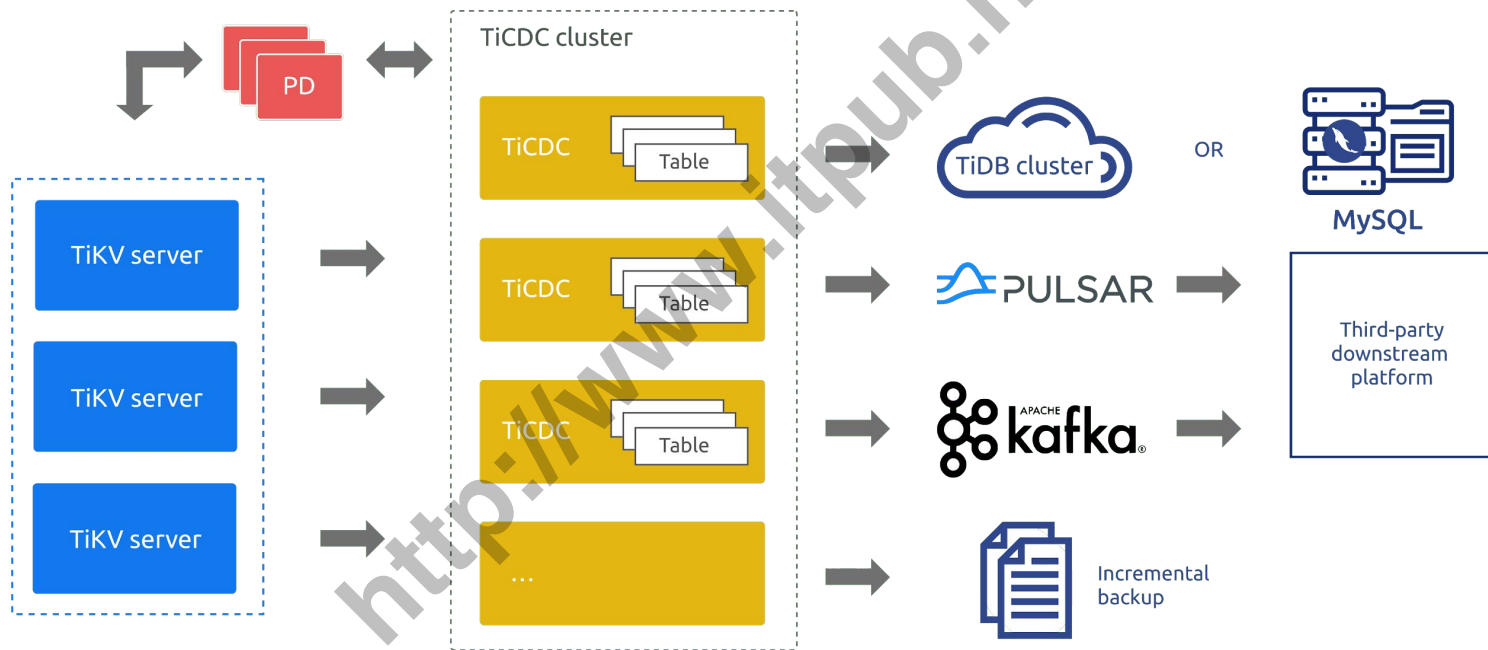 TiCDC cluster
PD
TiCDC
Table
TiDB cluster
OR
MySQL
TiKV server
TiCDC
Table
PULSAR
Third-party
downstream
platform
TiKV server
TiCDC
Table
APACHE
kafka®
TiKV server
...
Incremental
backup
http://www.itpub.n